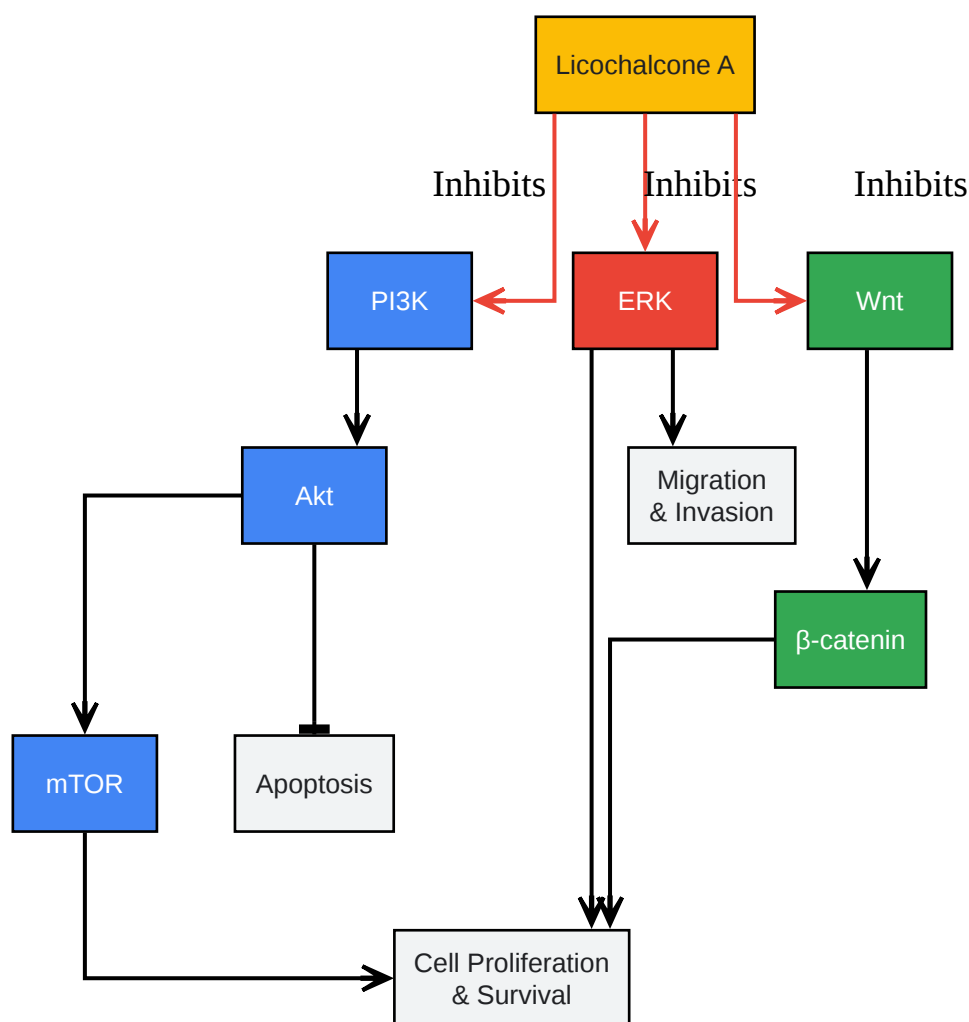 Licochalcone A
Inhibits
Inhibits
Inhibits
PI3K
ERK
Wnt
Akt
Migration
& Invasion
β-catenin
mTOR
Apoptosis
Cell Proliferation
& Survival